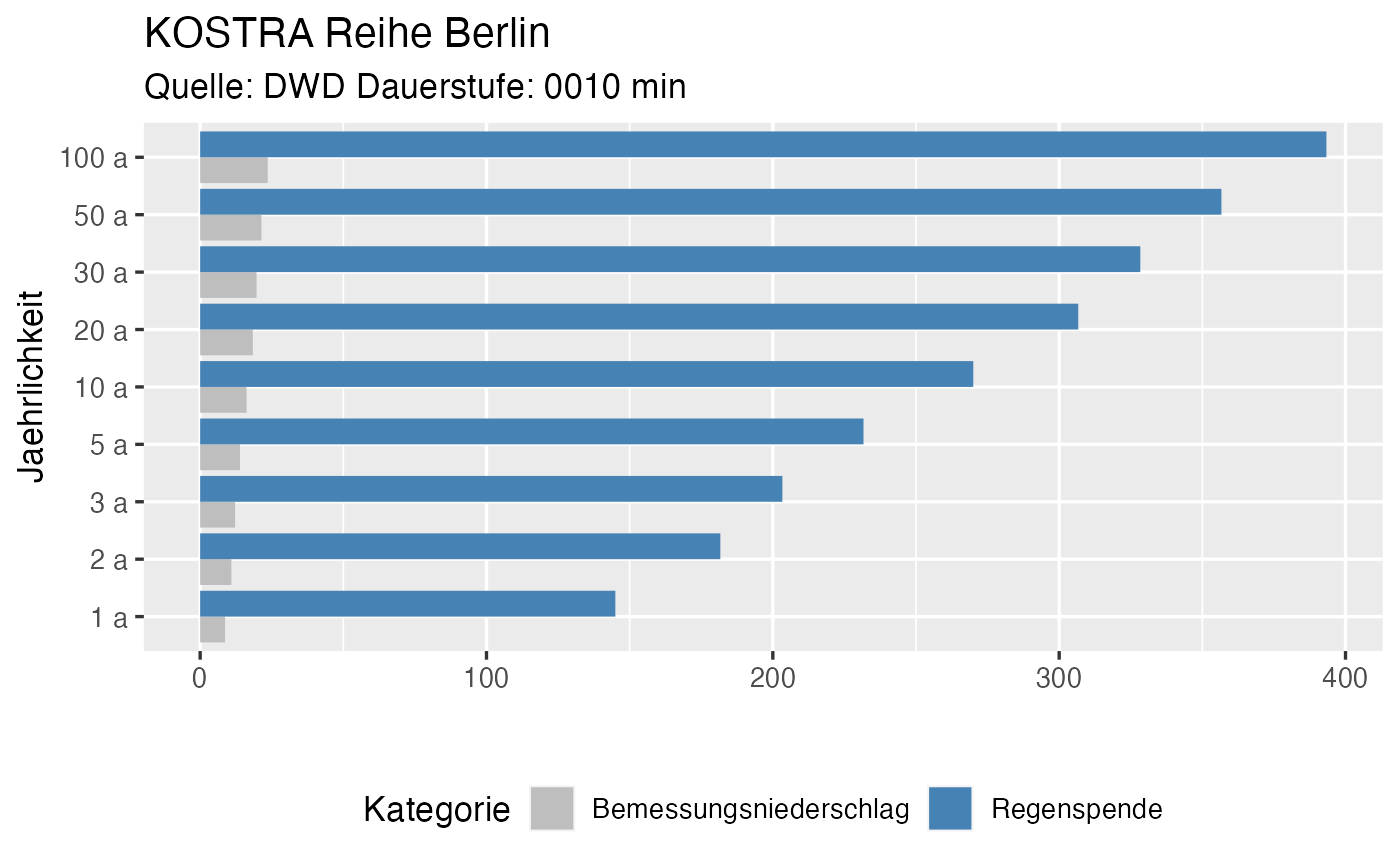 KOSTRA Reihe Berlin
Quelle: DWD Dauerstufe: 0010 min
Jaehrlichkeit
100 a
50 a
30 a
20 a
10 a
5 a
3 a
2 a
1 a
0 100 200 300 400
Kategorie Bemessungsniederschlag Regenspende